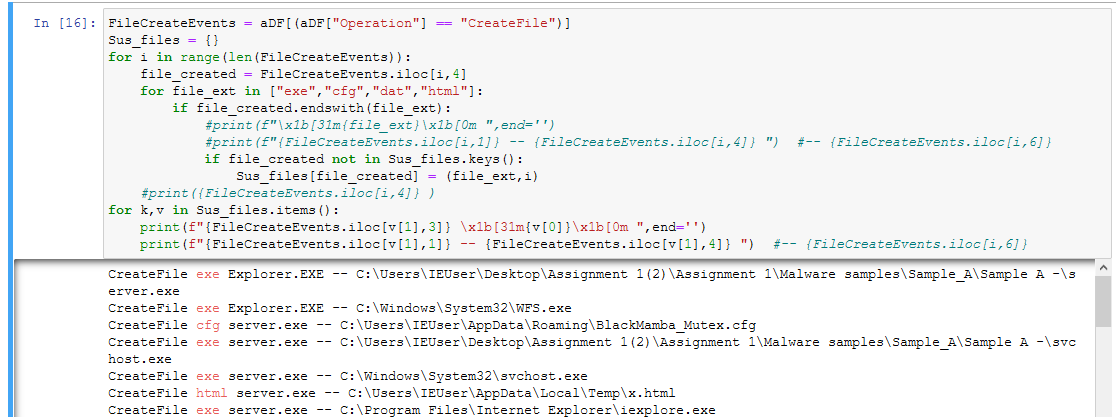 In [16]: FileCreateEvents = aDF[(aDF["Operation"] == "CreateFile")]
Sus_files = {}
for i in range(len(FileCreateEvents)):
    file_created = FileCreateEvents.iloc[i,4]
    for file_ext in ["exe","cfg","dat","html"]:
        if file_created.endswith(file_ext):
            #print(f"\x1b[31m{file_ext}\x1b[0m ",end='')
            #print(f"{FileCreateEvents.iloc[i,1]} -- {FileCreateEvents.iloc[i,4]} ")  #-- {FileCreateEvents.iloc[i,6]}
            if file_created not in Sus_files.keys():
                Sus_files[file_created] = (file_ext,i)
    #print({FileCreateEvents.iloc[i,4]} )
for k,v in Sus_files.items():
    print(f"{FileCreateEvents.iloc[v[1],3]} \x1b[31m{v[0]}\x1b[0m ",end='')
    print(f"{FileCreateEvents.iloc[v[1],1]} -- {FileCreateEvents.iloc[v[1],4]} ")  #-- {FileCreateEvents.iloc[i,6]}
CreateFile exe Explorer.EXE -- C:\Users\IEUser\Desktop\Assignment 1(2)\Assignment 1\Malware samples\Sample_A\Sample A -\s
erver.exe
CreateFile exe Explorer.EXE -- C:\Windows\System32\WFS.exe
CreateFile cfg server.exe -- C:\Users\IEUser\AppData\Roaming\BlackMamba_Mutex.cfg
CreateFile exe server.exe -- C:\Users\IEUser\Desktop\Assignment 1(2)\Assignment 1\Malware samples\Sample_A\Sample A -\svc
host.exe
CreateFile exe server.exe -- C:\Windows\System32\svchost.exe
CreateFile html server.exe -- C:\Users\IEUser\AppData\Local\Temp\x.html
CreateFile exe server.exe -- C:\Program Files\Internet Explorer\iexplore.exe